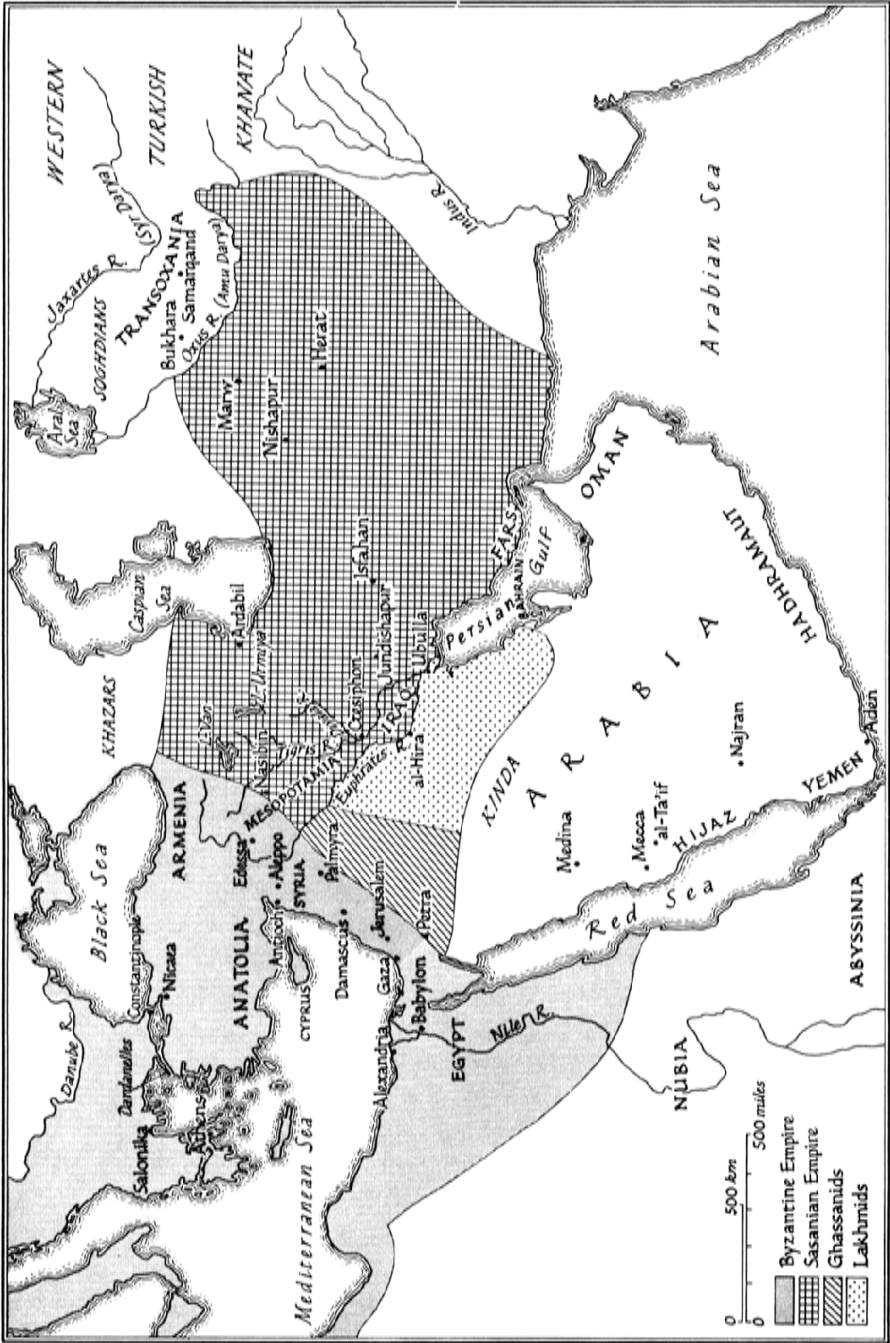 WESTERN
TURKISH
KHANATE
Jaxartes R. (Syr Darya)
SOGHDIANS
TRANSOXANIA
Bukhara
Samarqand
Oxus R. (Amu Darya)
Aral
Sea
Marw
Nishapur
Herat
Indus R.
Arabian Sea
Caspian
Sea
KHAZARS
Ardabil
L. Urmiya
L. Van
Isfahan
Jundishapur
Ctesiphon
Ubulla
IRAQ
FARS
Persian Gulf
BAHRAIN
OMAN
HADHRAMAUT
Nasibin
Tigris R.
MESOPOTAMIA
Euphrates R.
al-Hira
KINDA
ARABIA
Najran
Aden
YEMEN
Medina
Mecca
al-Ta'if
HIJAZ
Red Sea
ABYSSINIA
Black Sea
ARMENIA
Edessa
Aleppo
SYRIA
Palmyra
Antioch
ANATOLIA
Constantinople
Nicaea
CYPRUS
Damascus
Jerusalem
Petra
Gaza
Babylon
Alexandria
EGYPT
Nile R.
NUBIA
Danube R.
Dardanelles
Salonika
Athens
Mediterranean Sea
0 500 km
0 500 miles
Byzantine Empire
Sasanian Empire
Ghassanids
Lakhmids